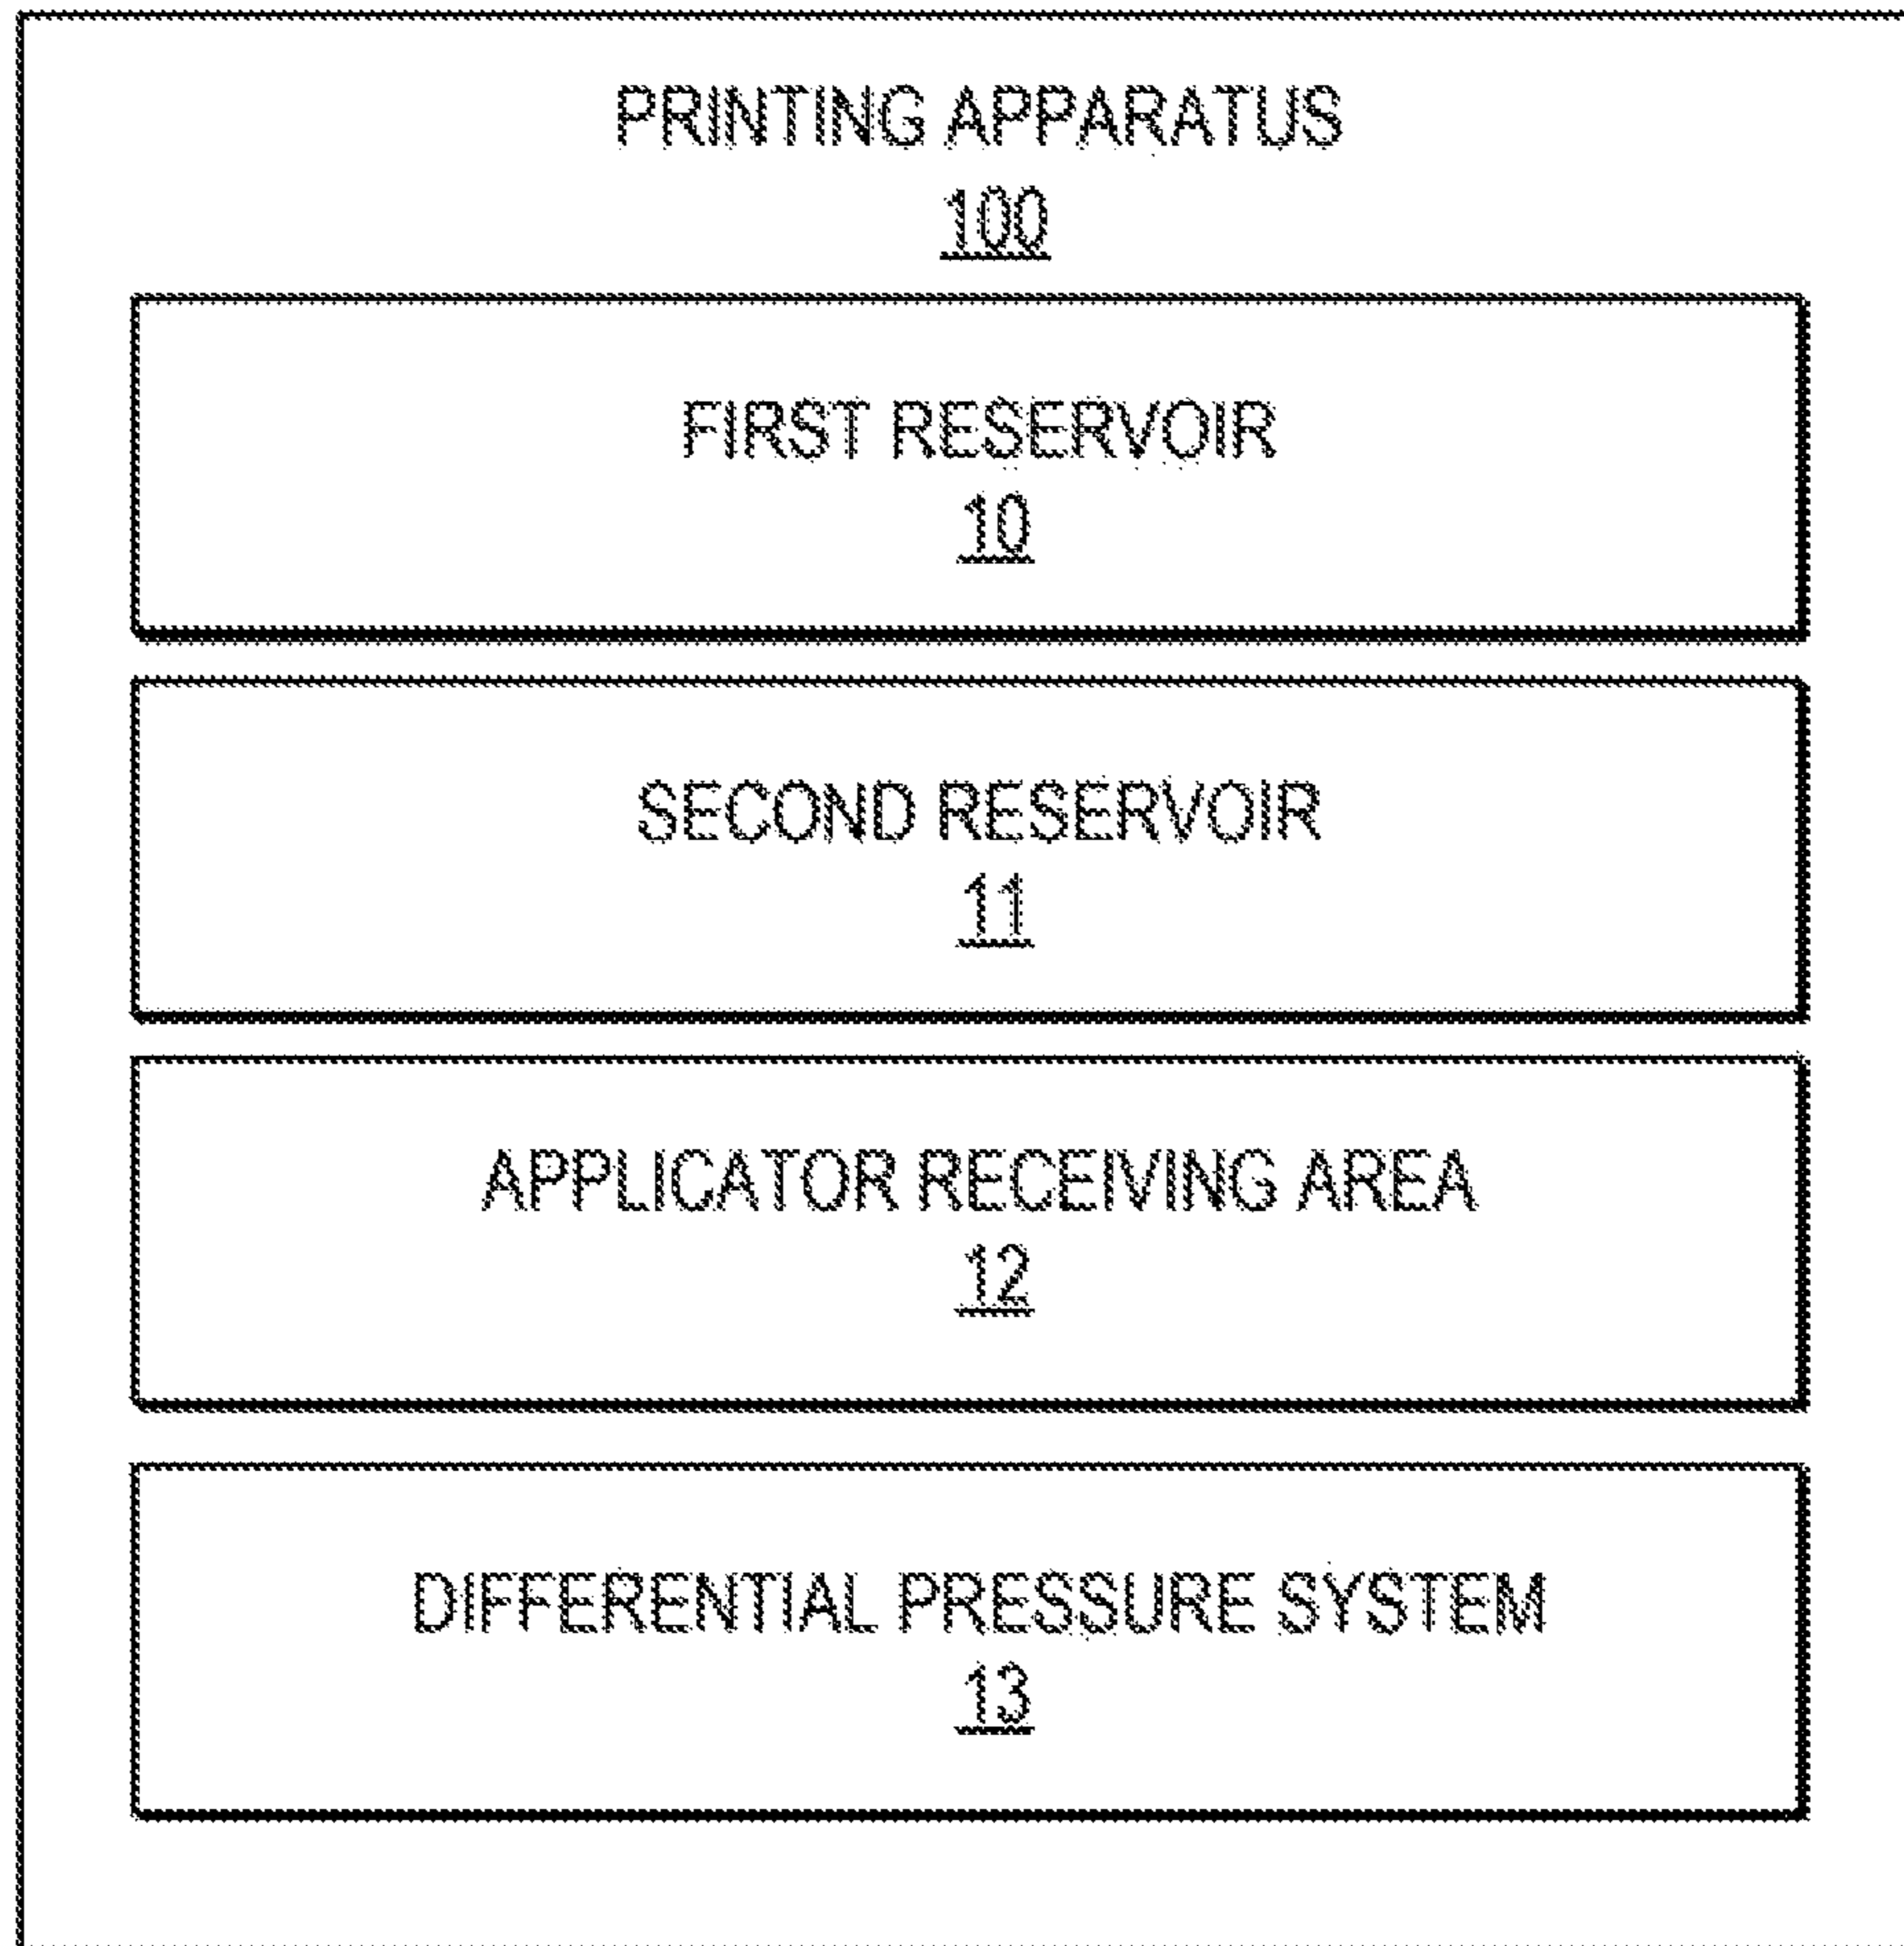 PRINTING APPARATUS
100
FIRST RESERVOIR
10
SECOND RESERVOIR
11
APPLICATOR RECEIVING AREA
12
DIFFERENTIAL PRESSURE SYSTEM
13